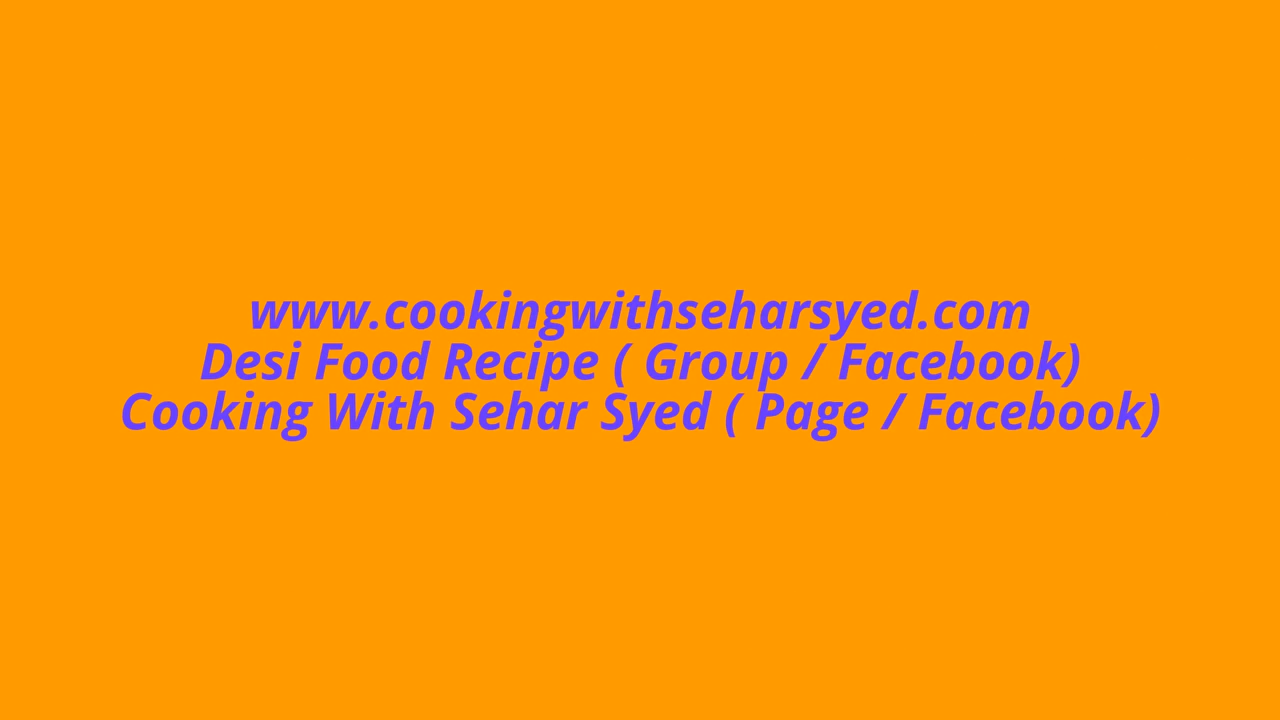 www.cookingwithseharsyed.com
Desi Food Recipe ( Group / Facebook)
Cooking With Sehar Syed ( Page / Facebook)